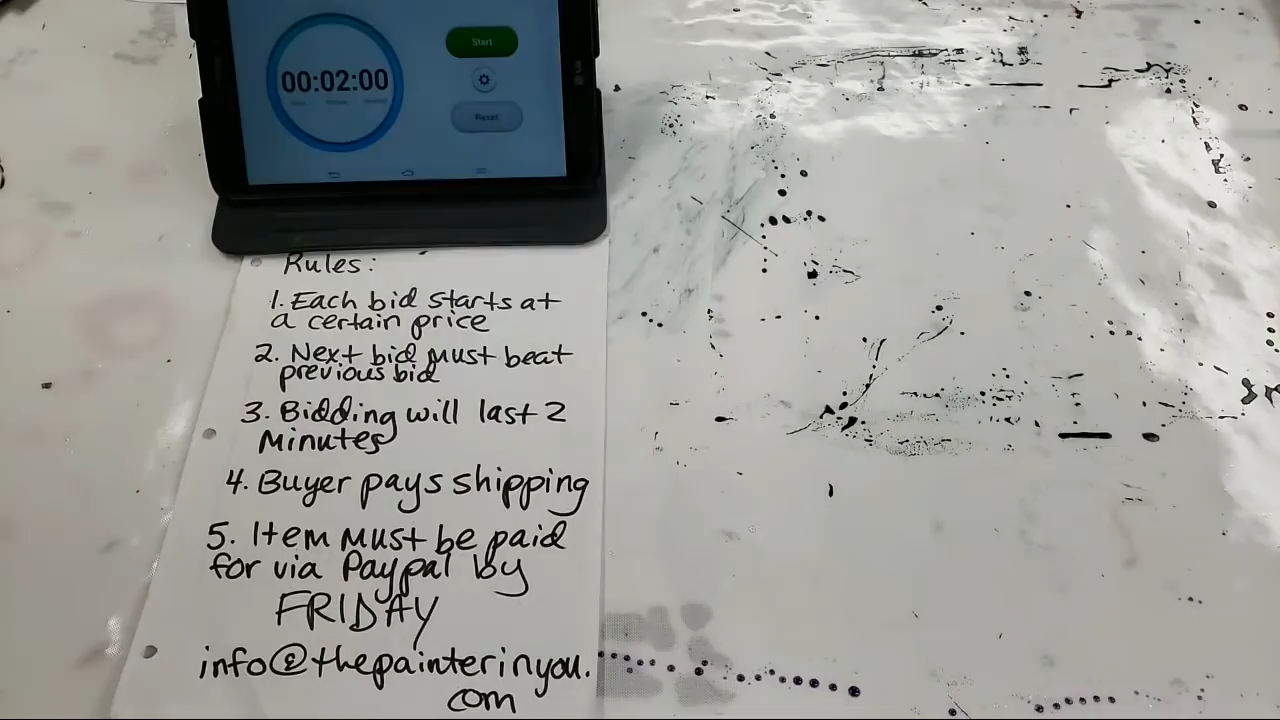 00:02:00
Start
Reset
LG
Rules:
1. Each bid starts at
a certain price
2. Next bid must beat
previous bid
3. Bidding will last 2
minutes
4. Buyer pays shipping
5. Item must be paid
for via Paypal by
FRIDAY
info@thepainterinyou.
com